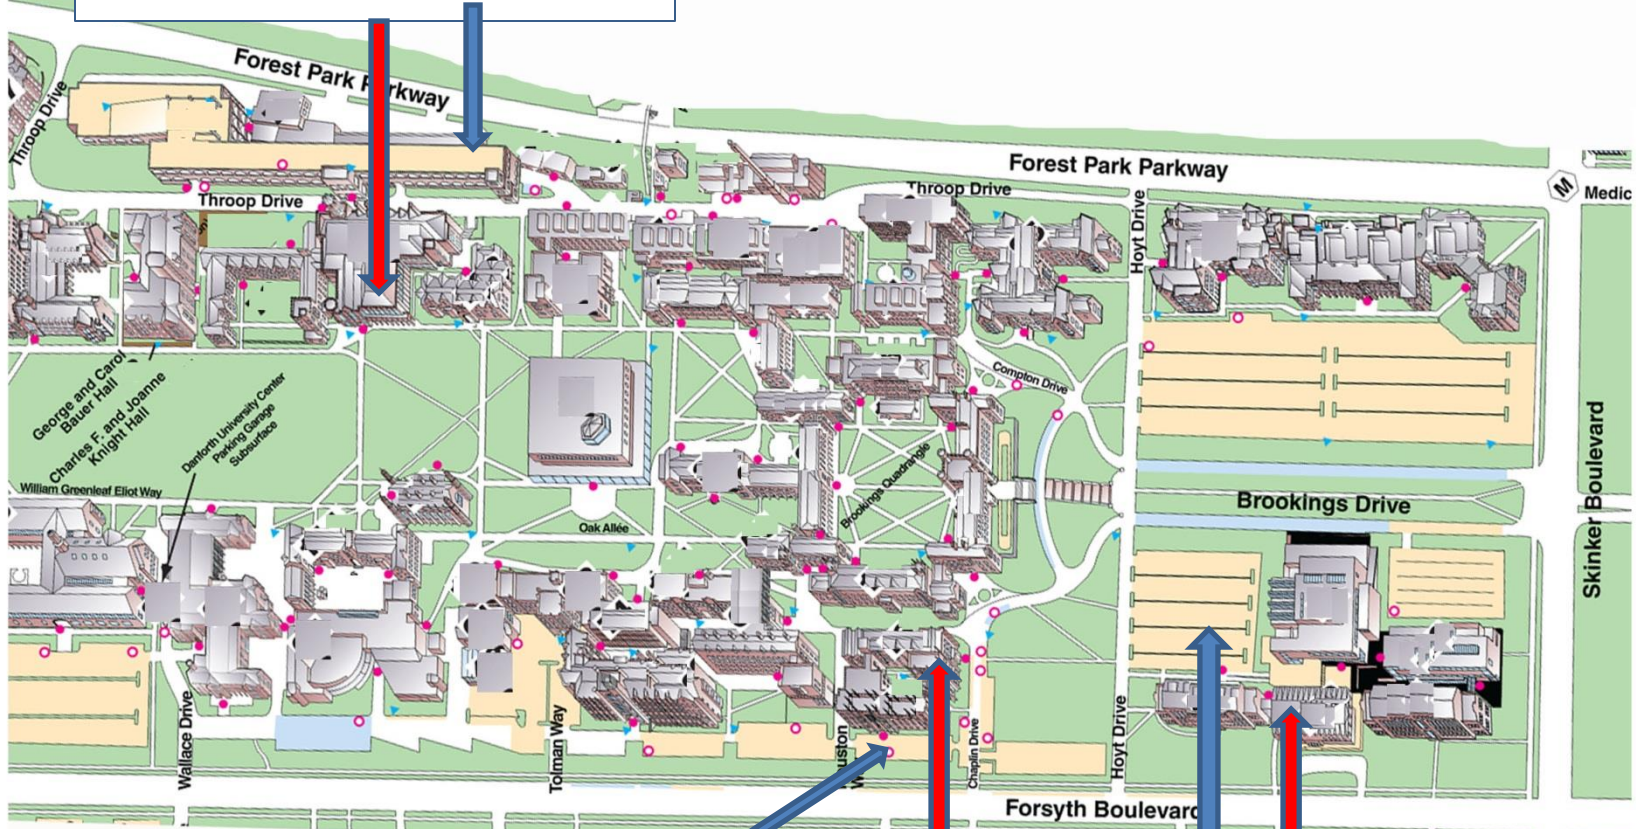 Forest Park Parkway
Throop Drive
Forest Park Parkway
Throop Drive
Throop Drive
M
Medic
Hoyt Drive
George and Carol
Bauer Hall
Charles F. and Joanne
Knight Hall
Danforth University Center
Parking Garage
Subsurface
William Greenleaf Eliot Way
Compton Drive
Brookings Quadrangle
Oak Allée
Brookings Drive
Skinker Boulevard
Wallace Drive
Tolman Way
Chaplin Drive
Hoyt Drive
Forsyth Boulevard